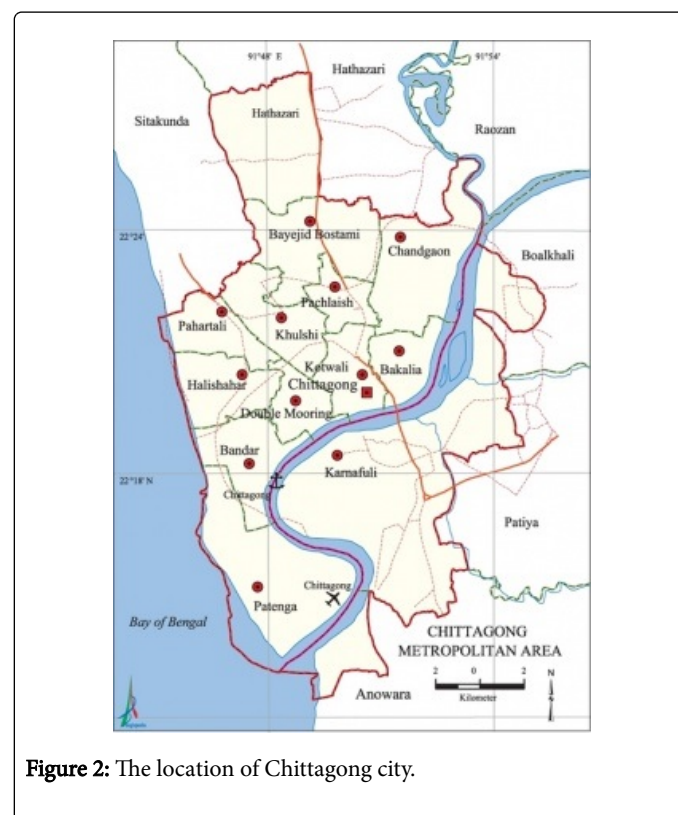 91°48' E
91°54'
Hathazari
Sitakunda
Hathazari
Raozan
22°24'
Bayejid Bostami
Chandgaon
Boalkhali
Pachlaish
Pahartali
Khulshi
Kotwali
Bakalia
Halishahar
Chittagong
Double Mooring
Bandar
Karnafuli
22°18' N
Chittagong
Patiya
Chittagong
Patenga
Bay of Bengal
CHITTAGONG
METROPOLITAN AREA
2 0 2
Kilometer
N
Anowara
Figure 2: The location of Chittagong city.